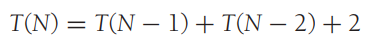 T(N) = T(N − 1) + T(N − 2) + 2